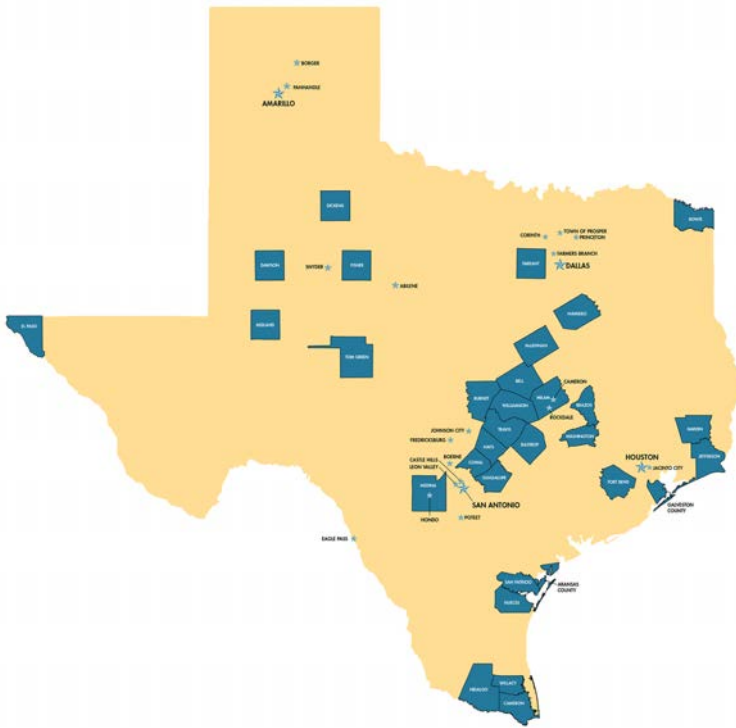 BORGER
PANHANDLE
AMARILLO
DICKENS
BOWIE
TOWN OF PROSPER
CORINTH
PRINCETON
FARMERS BRANCH
TARRANT
DALLAS
DAWSON
SNYDER
FISHER
ABILENE
NAVARRO
EL PASO
MIDLAND
TOM GREEN
MCLENNAN
BELL
CAMERON
BURNET
MILAM
WILLIAMSON
BRAZOS
ROCKDALE
TRAVIS
JOHNSON CITY
FREDERICKSBURG
HAYS
BASTROP
WASHINGTON
HARDIN
BOERNE
CASTLE HILLS
LEON VALLEY
COMAL
GUADALUPE
HOUSTON
JACINTO CITY
JEFFERSON
MEDINA
FORT BEND
SAN ANTONIO
GALVESTON
COUNTY
HONDO
POTEET
EAGLE PASS
SAN PATRICIO
ARANSAS
COUNTY
NUECES
HIDALGO
WILLACY
CAMERON